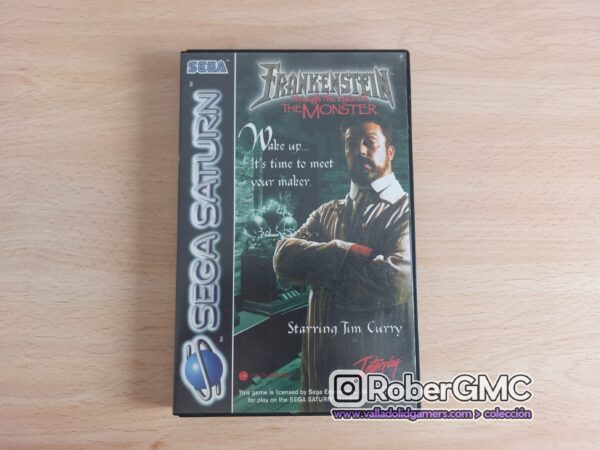 SEGA
SEGA SATURN
FRANKENSTEIN
Through The Eyes Of
THE MONSTER
Wake up...
It's time to meet
your maker.
Starring Tim Curry
Interplay
This game is licensed by Sega
for play on the SEGA SATURN
RoberGMC
www.valladolidgamers.com > colección